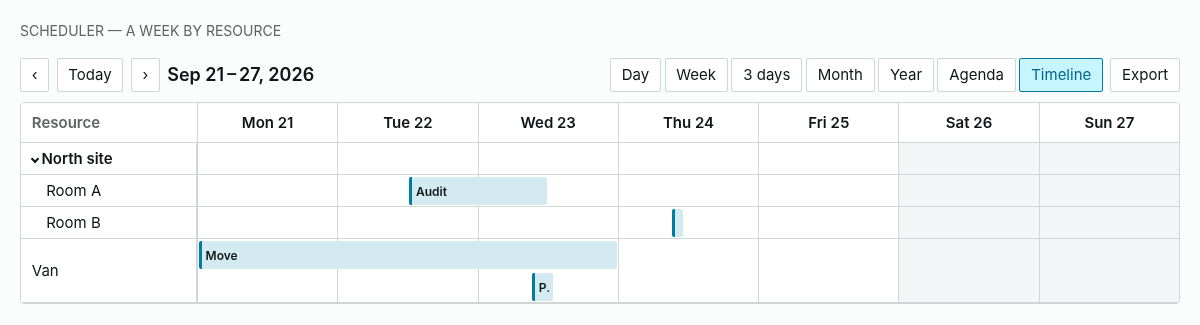 SCHEDULER — A WEEK BY RESOURCE
‹ Today › Sep 21–27, 2026 Day Week 3 days Month Year Agenda Timeline Export
Resource Mon 21 Tue 22 Wed 23 Thu 24 Fri 25 Sat 26 Sun 27
North site
Room A Audit
Room B
Move
Van
P.